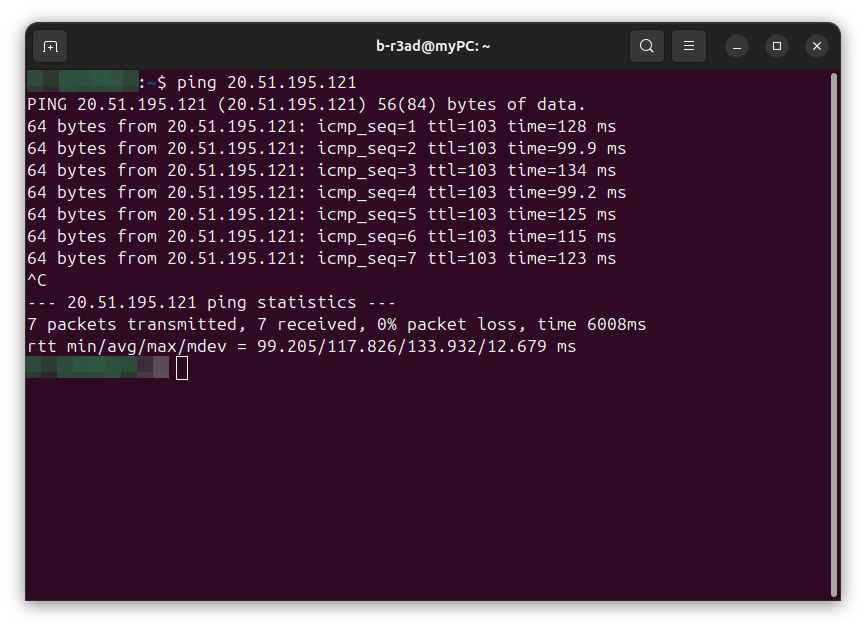 b-r3ad@myPC: ~
:~$ ping 20.51.195.121
PING 20.51.195.121 (20.51.195.121) 56(84) bytes of data.
64 bytes from 20.51.195.121: icmp_seq=1 ttl=103 time=128 ms
64 bytes from 20.51.195.121: icmp_seq=2 ttl=103 time=99.9 ms
64 bytes from 20.51.195.121: icmp_seq=3 ttl=103 time=134 ms
64 bytes from 20.51.195.121: icmp_seq=4 ttl=103 time=99.2 ms
64 bytes from 20.51.195.121: icmp_seq=5 ttl=103 time=125 ms
64 bytes from 20.51.195.121: icmp_seq=6 ttl=103 time=115 ms
64 bytes from 20.51.195.121: icmp_seq=7 ttl=103 time=123 ms
^C
--- 20.51.195.121 ping statistics ---
7 packets transmitted, 7 received, 0% packet loss, time 6008ms
rtt min/avg/max/mdev = 99.205/117.826/133.932/12.679 ms